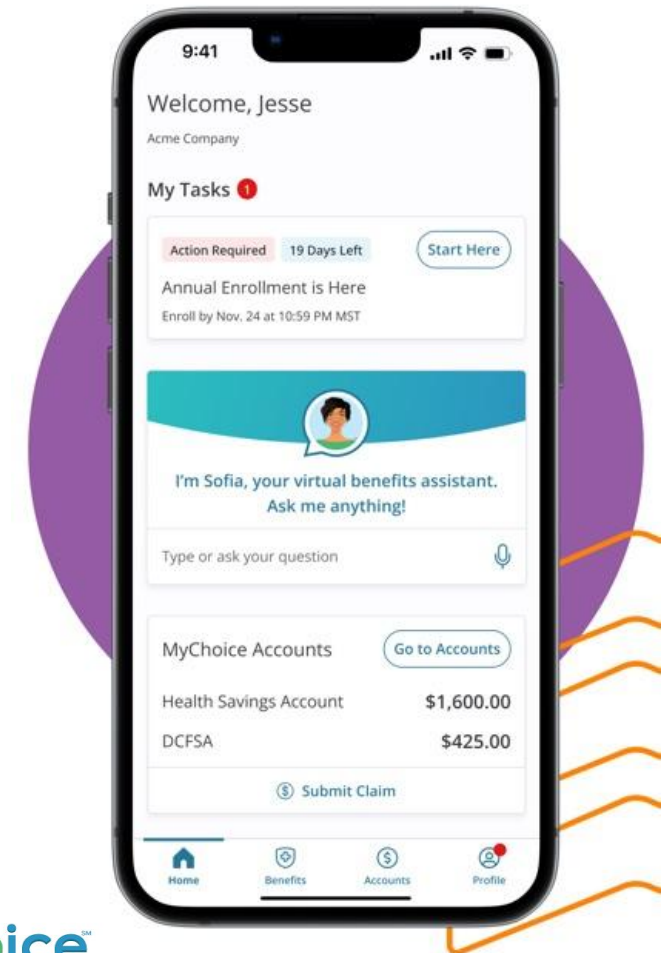 9:41
Welcome, Jesse
Acme Company
My Tasks 1
Action Required 19 Days Left Start Here
Annual Enrollment is Here
Enroll by Nov. 24 at 10:59 PM MST
I'm Sofia, your virtual benefits assistant.
Ask me anything!
Type or ask your question
MyChoice Accounts Go to Accounts
Health Savings Account $1,600.00
DCFSA $425.00
Submit Claim
Home Benefits Accounts Profile